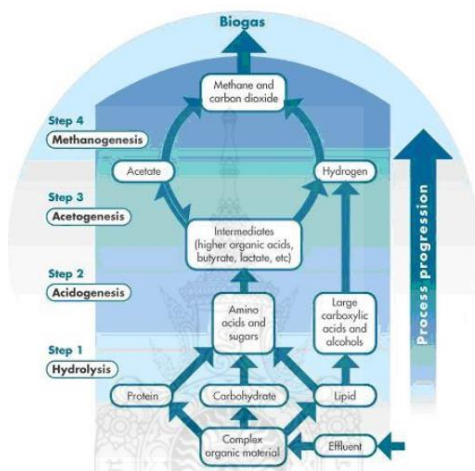 Biogas
Methane and
carbon dioxide
Step 4
Methanogenesis
Acetate
Hydrogen
Step 3
Acetogenesis
Intermediates
(higher organic acids,
butyrate, lactate, etc)
Step 2
Acidogenesis
Amino
acids and
sugars
Large
carboxylic
acids and
alcohols
Step 1
Hydrolysis
Protein
Carbohydrate
Lipid
Complex
organic material
Effluent
Process progression